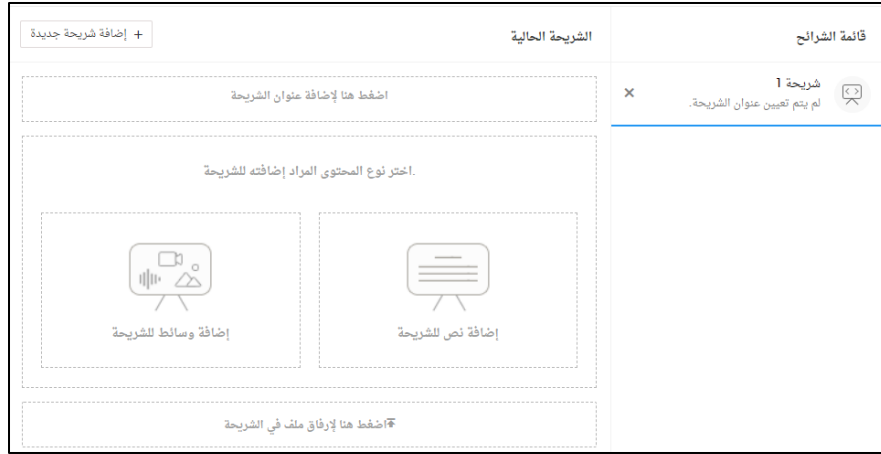 قائمة الشرائح
شريحة 1
لم يتم تعيين عنوان الشريحة.
الشريحة الحالية
+ إضافة شريحة جديدة
اضغط هنا لإضافة عنوان الشريحة
.اختر نوع المحتوى المراد إضافته للشريحة
إضافة نص للشريحة
إضافة وسائط للشريحة
اضغط هنا لإرفاق ملف في الشريحة